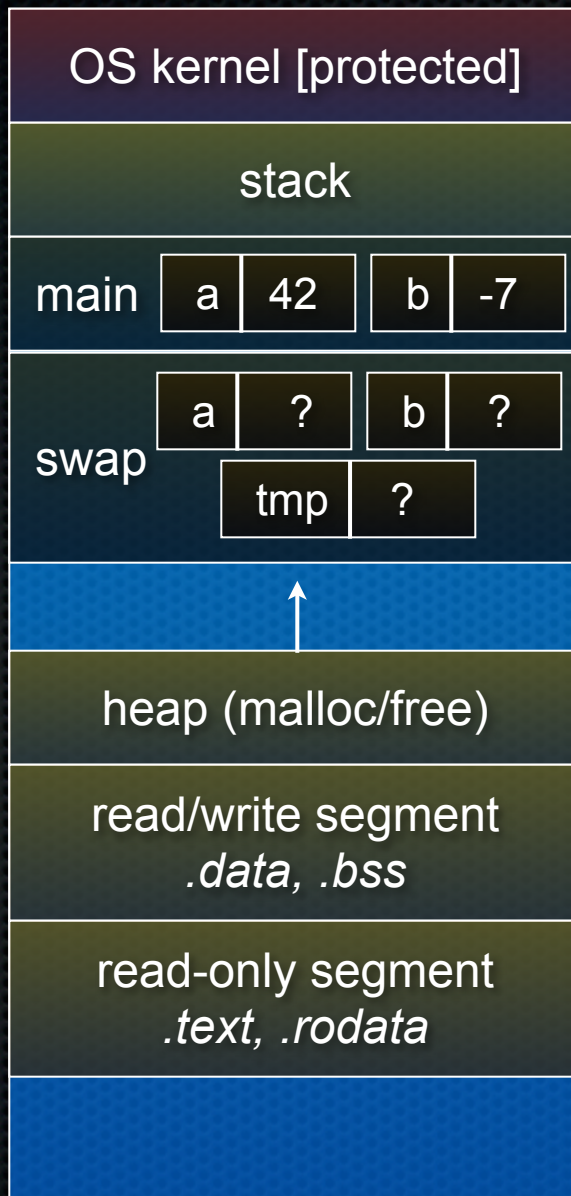 OS kernel [protected]
stack
main a 42 b -7
a ? b ?
swap
tmp ?
heap (malloc/free)
read/write segment
.data, .bss
read-only segment
.text, .rodata